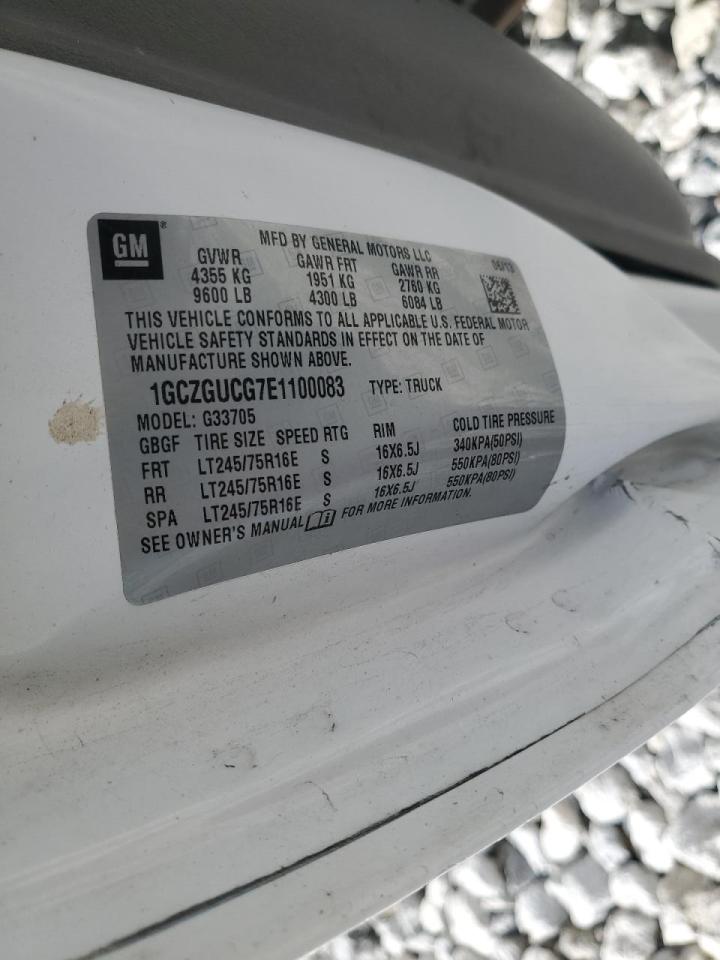 GM ®
MFD BY GENERAL MOTORS LLC 06/13
GVWR GAWR FRT GAWR RR
4355 KG 1951 KG 2760 KG
9600 LB 4300 LB 6084 LB
THIS VEHICLE CONFORMS TO ALL APPLICABLE U.S. FEDERAL MOTOR
VEHICLE SAFETY STANDARDS IN EFFECT ON THE DATE OF
MANUFACTURE SHOWN ABOVE.
1GCZGUCG7E1100083 TYPE: TRUCK
MODEL: G33705
GBGF TIRE SIZE SPEED RTG RIM COLD TIRE PRESSURE
FRT LT245/75R16E S 16X6.5J 340KPA(50PSI)
RR LT245/75R16E S 16X6.5J 550KPA(80PSI)
SPA LT245/75R16E S 16X6.5J 550KPA(80PSI)
SEE OWNER'S MANUAL FOR MORE INFORMATION.